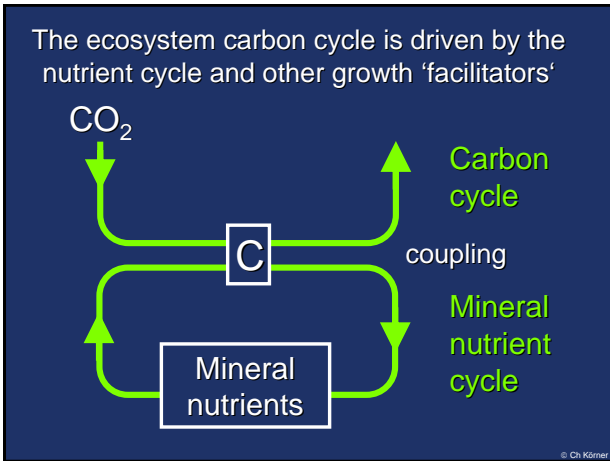 The ecosystem carbon cycle is driven by the
nutrient cycle and other growth ‘facilitators‘
CO₂
Carbon
cycle
C
coupling
Mineral
nutrient
cycle
Mineral
nutrients
© Ch Körner